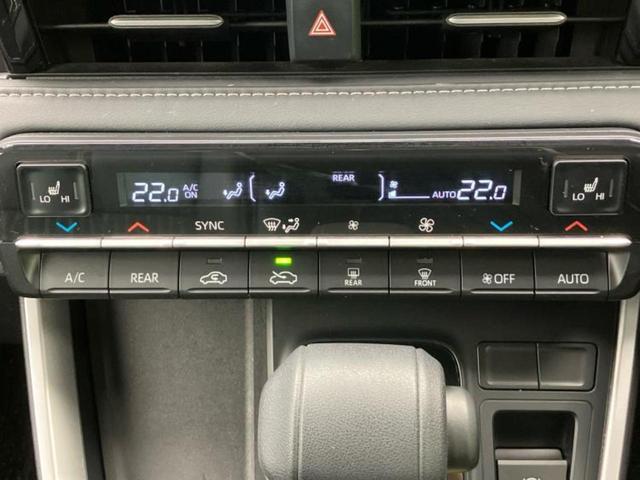 REAR
22.0 A/C ON AUTO 22.0
LO HI LO HI
SYNC
A/C REAR REAR FRONT OFF AUTO